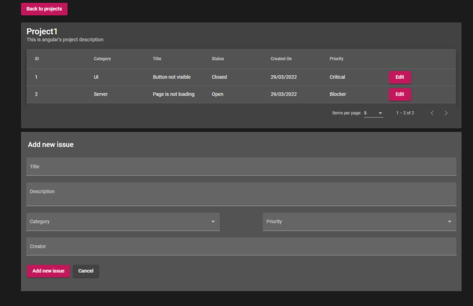 Back to projects
Project1
This is angular's project description
ID Category Title Status Created On Priority
1 UI Button not visible Closed 29/03/2022 Critical Edit
2 Server Page is not loading Open 29/03/2022 Blocker Edit
Items per page: 5 1 – 2 of 2
Add new issue
Title
Description
Category Priority
Creator
Add new issue Cancel